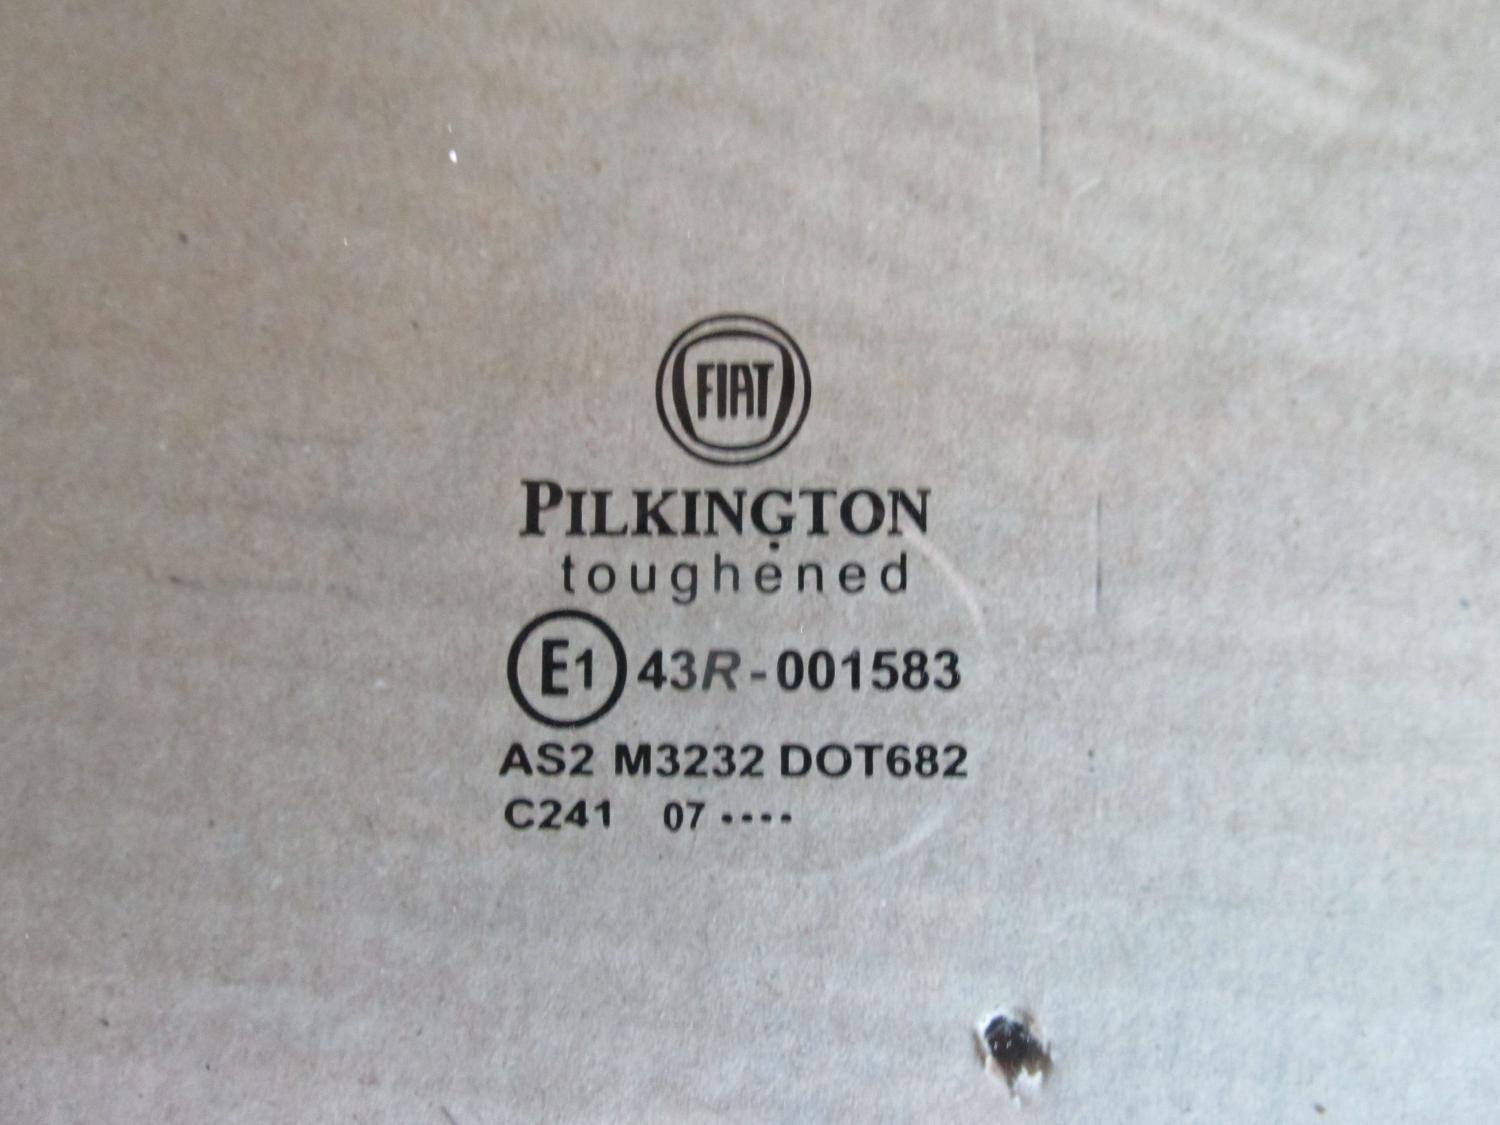 FIAT
PILKINGTON
toughened
E1 43R-001583
AS2 M3232 DOT682
C241 07 ····